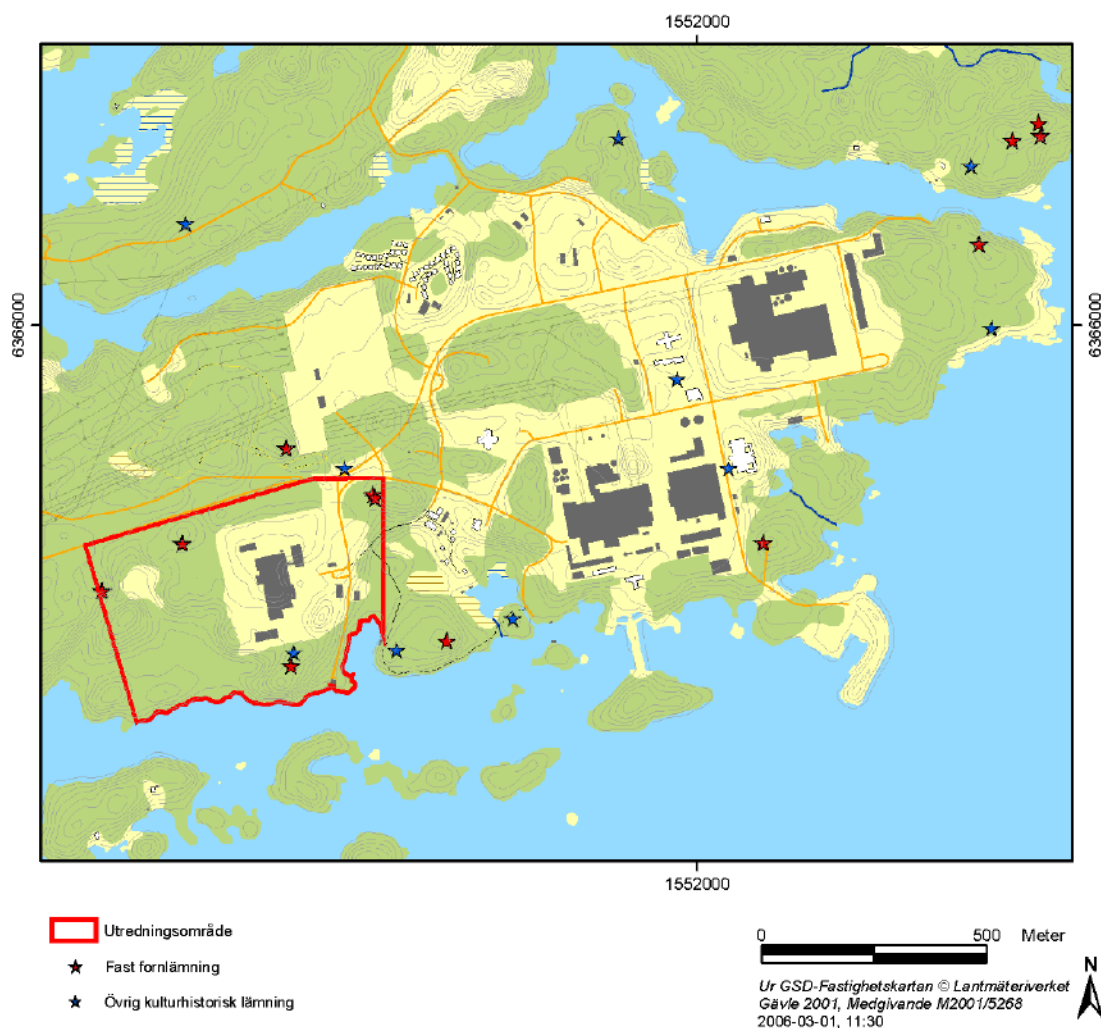 1552000
6366000
6366000
1552000
Utredningsområde
Fast fornlämning
Övrig kulturhistorisk lämning
0 500 Meter
N
Ur GSD-Fastighetskartan © Lantmäteriverket
Gävle 2001, Medgivande M2001/5268
2006-03-01, 11:30